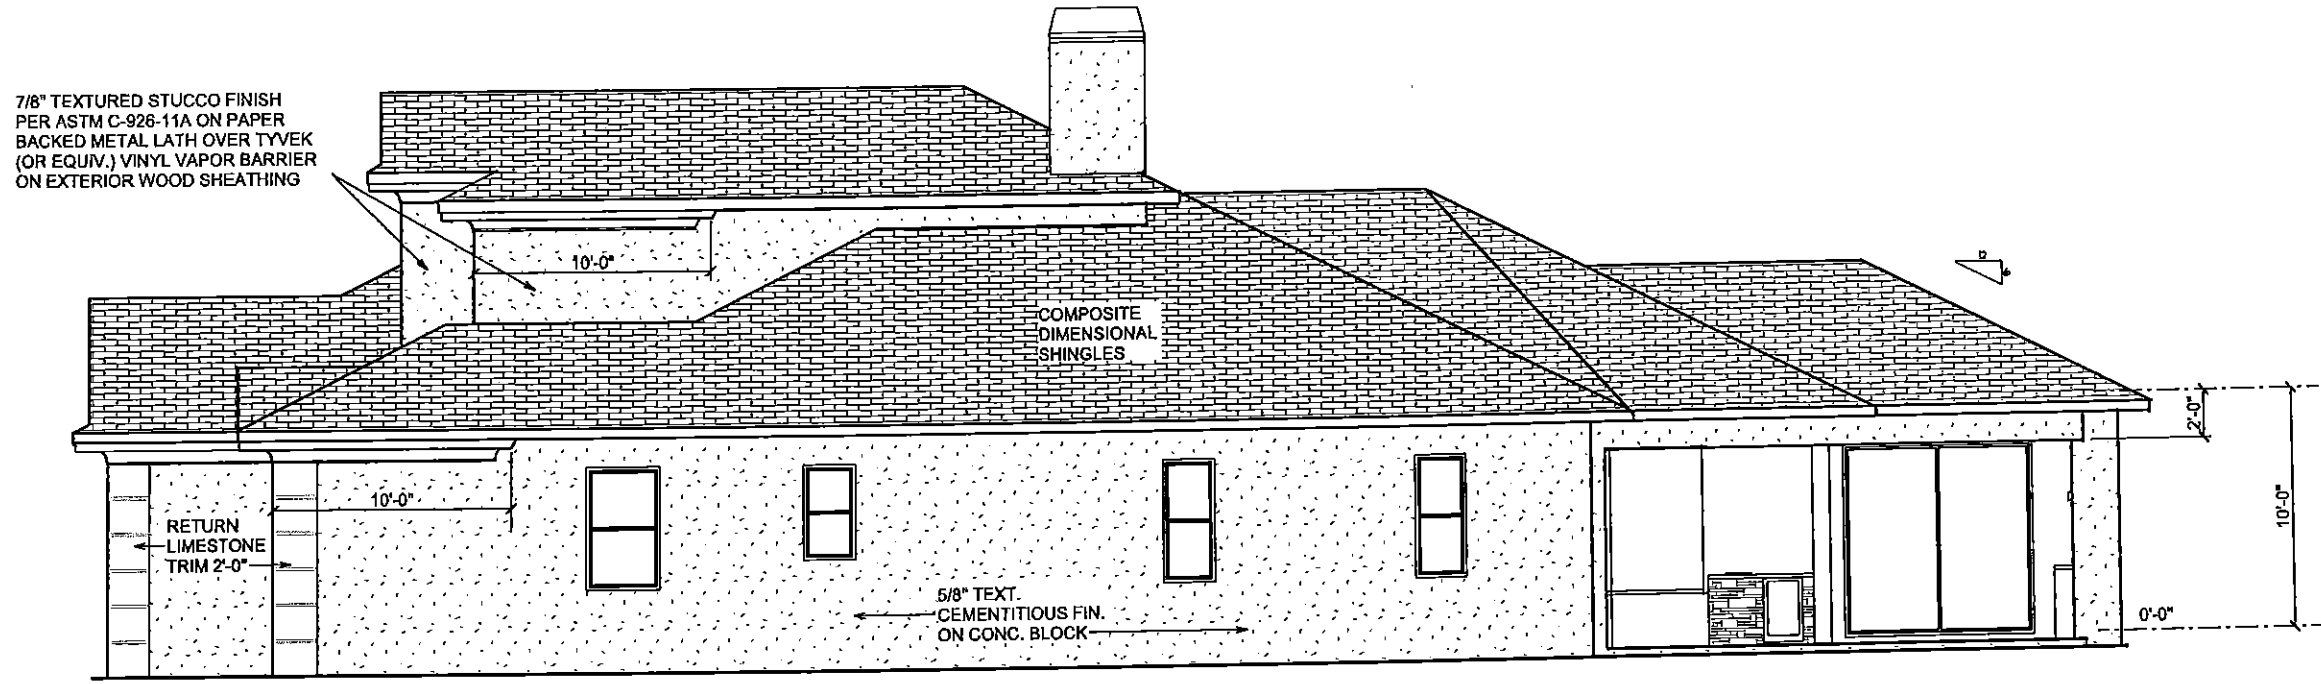 7/8" TEXTURED STUCCO FINISH
PER ASTM C-926-11A ON PAPER
BACKED METAL LATH OVER TYVEK
(OR EQUIV.) VINYL VAPOR BARRIER
ON EXTERIOR WOOD SHEATHING
10'-0"
12
6
COMPOSITE
DIMENSIONAL
SHINGLES
2'-0"
10'-0"
10'-0"
RETURN
LIMESTONE
TRIM 2'-0"
5/8" TEXT.
CEMENTITIOUS FIN.
ON CONC. BLOCK
0'-0"